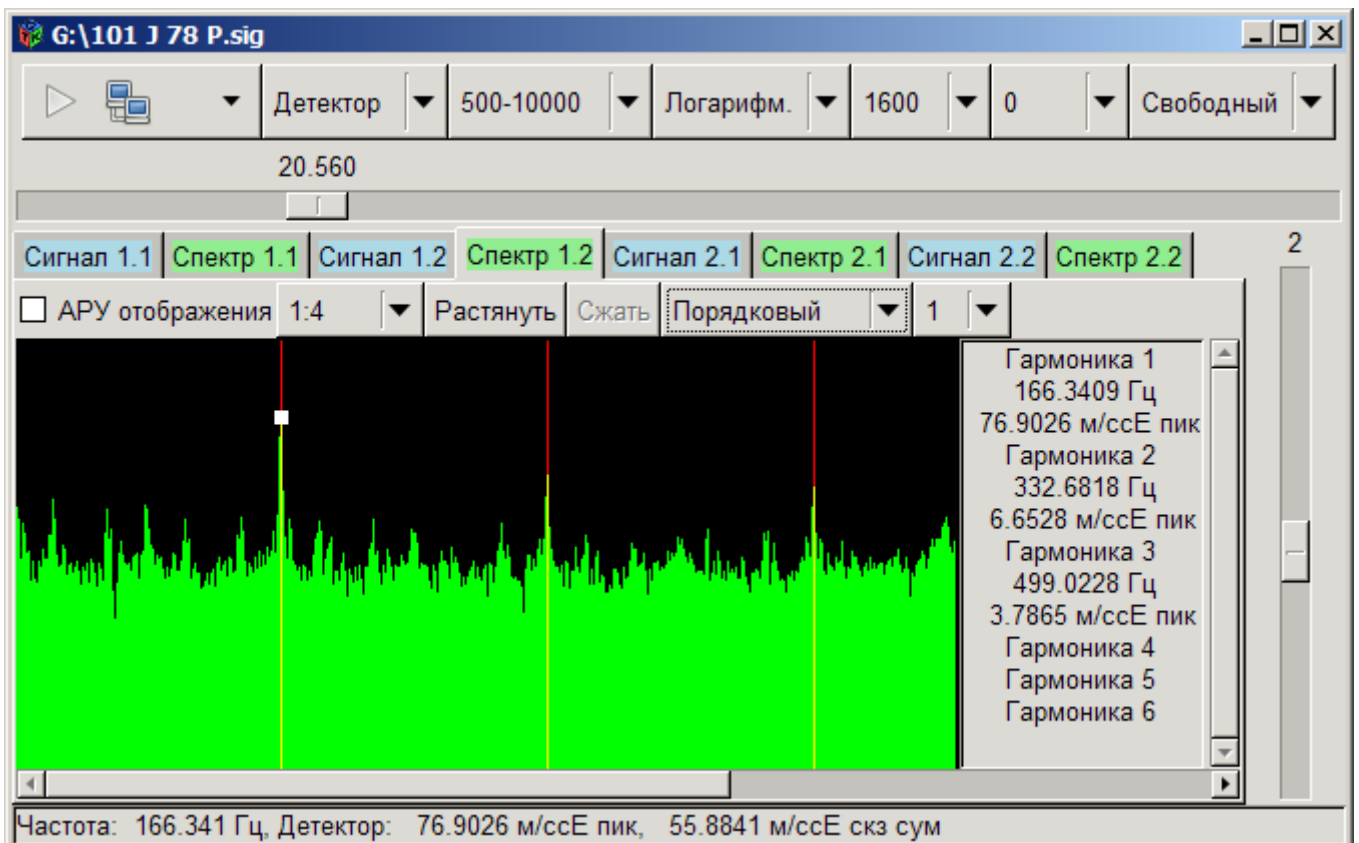 G:\101 J 78 P.sig
Детектор 500-10000 Логарифм. 1600 0 Свободный
20.560
Сигнал 1.1 Спектр 1.1 Сигнал 1.2 Спектр 1.2 Сигнал 2.1 Спектр 2.1 Сигнал 2.2 Спектр 2.2
2
АРУ отображения 1:4 Растянуть Сжать Порядковый 1
Гармоника 1
166.3409 Гц
76.9026 м/ссЕ пик
Гармоника 2
332.6818 Гц
6.6528 м/ссЕ пик
Гармоника 3
499.0228 Гц
3.7865 м/ссЕ пик
Гармоника 4
Гармоника 5
Гармоника 6
Частота: 166.341 Гц, Детектор: 76.9026 м/ссЕ пик, 55.8841 м/ссЕ скз сум